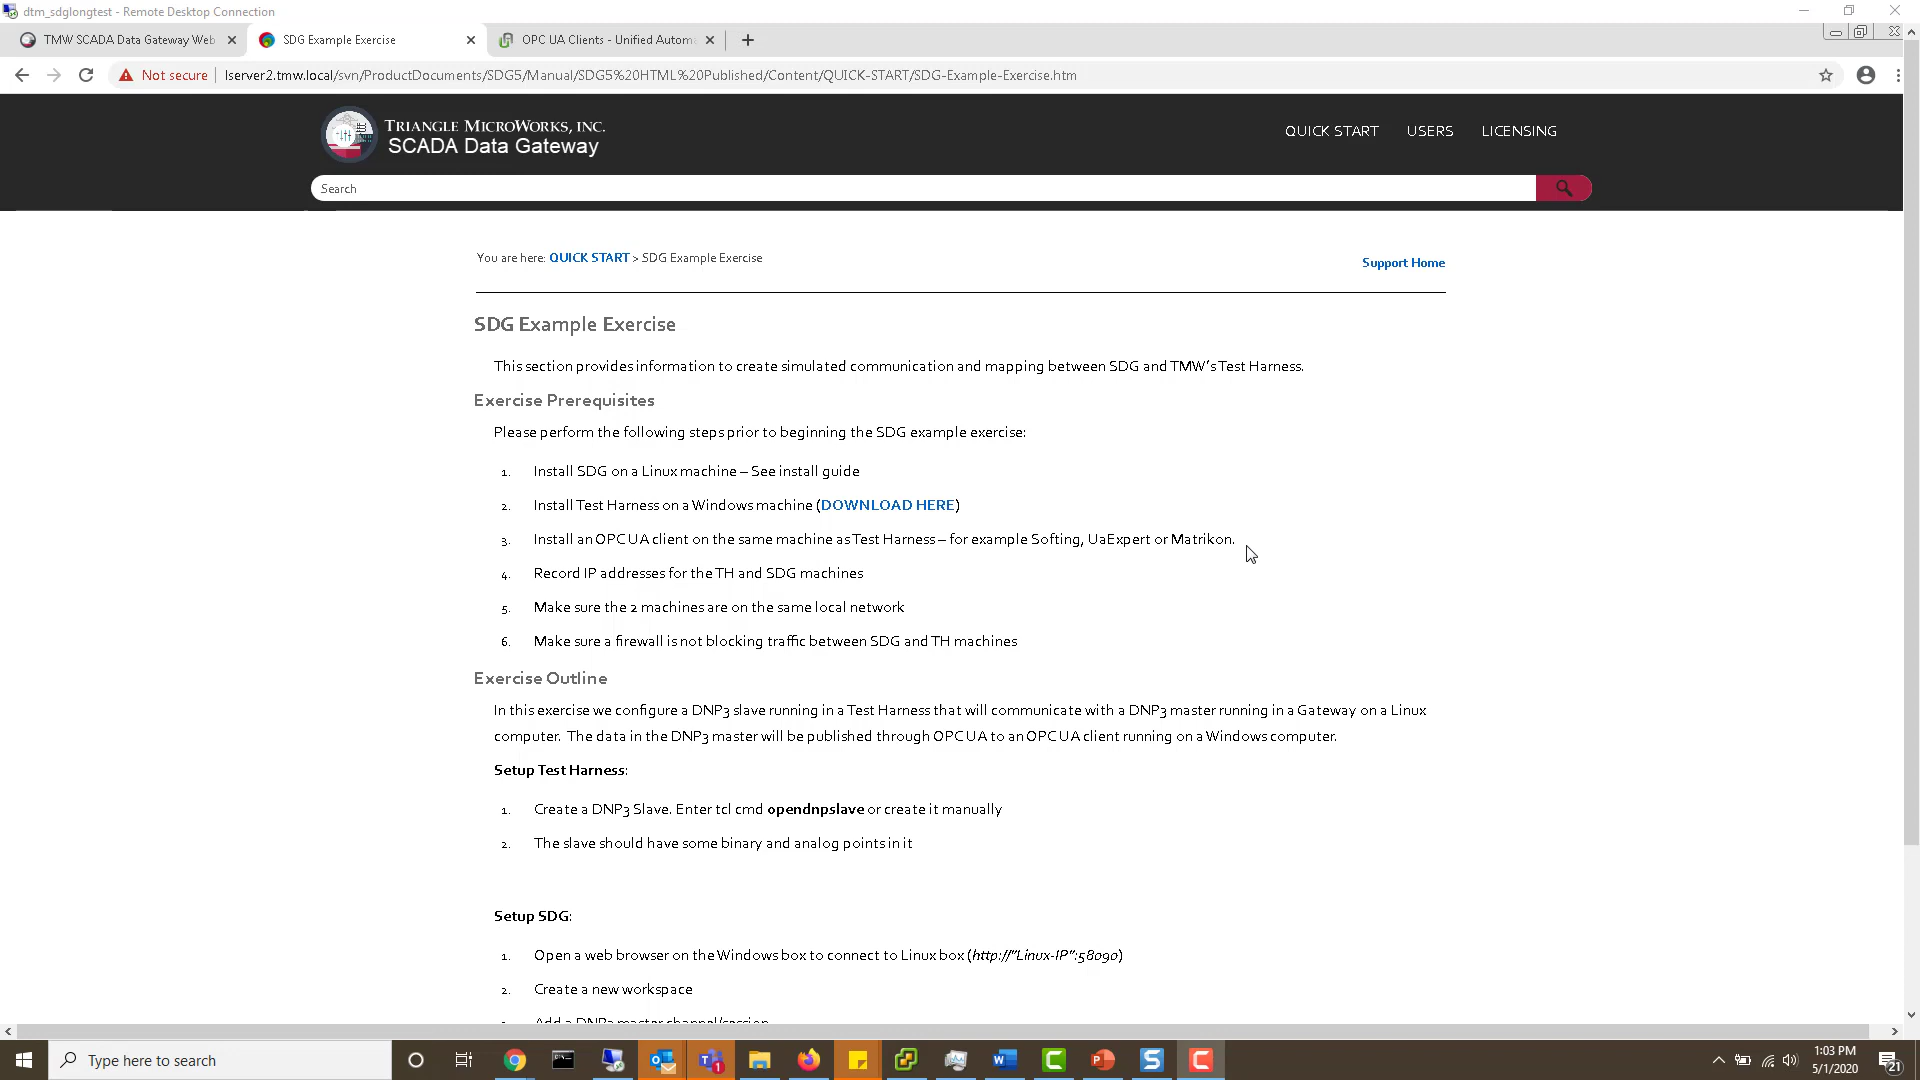 dtm_sdglongtest - Remote Desktop Connection
TMW SCADA Data Gateway Web
SDG Example Exercise
OPC UA Clients - Unified Autom
Not secure
lserver2.tmw.local/svn/ProductDocuments/SDG5/Manual/SDG5%20HTML%20Published/Content/QUICK-START/SDG-Example-Exercise.htm
TRIANGLE MICROWORKS, INC.
SCADA Data Gateway
QUICK START USERS LICENSING
Search
You are here: QUICK START > SDG Example Exercise
Support Home
SDG Example Exercise
This section provides information to create simulated communication and mapping between SDG and TMW’s Test Harness.
Exercise Prerequisites
Please perform the following steps prior to beginning the SDG example exercise:
1. Install SDG on a Linux machine – See install guide
2. Install Test Harness on a Windows machine (DOWNLOAD HERE)
3. Install an OPC UA client on the same machine as Test Harness – for example Softing, UaExpert or Matrikon.
4. Record IP addresses for the TH and SDG machines
5. Make sure the 2 machines are on the same local network
6. Make sure a firewall is not blocking traffic between SDG and TH machines
Exercise Outline
In this exercise we configure a DNP3 slave running in a Test Harness that will communicate with a DNP3 master running in a Gateway on a Linux
computer. The data in the DNP3 master will be published through OPC UA to an OPC UA client running on a Windows computer.
Setup Test Harness:
1. Create a DNP3 Slave. Enter tcl cmd opendnpslave or create it manually
2. The slave should have some binary and analog points in it
Setup SDG:
1. Open a web browser on the Windows box to connect to Linux box (http://"Linux-IP":58090)
2. Create a new workspace
Add a DNP3 master channel/session
Type here to search
1
1:03 PM
5/1/2020
21